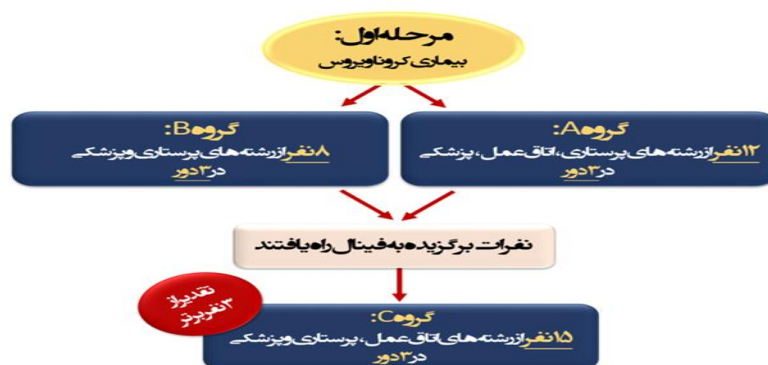 مرحله اول:
بیماری کروناویروس
گروه A:
۱۲نفر از رشته های پرستاری، اتاق عمل، پزشکی
در ۳ دور
گروه B:
۸ نفر از رشته های پرستاری و پزشکی
در ۳ دور
نفرات برگزیده به فینال راه یافتند
تقدیر از
۳ نفر برتر
گروه C:
۱۵ نفر از رشته های اتاق عمل، پرستاری و پزشکی
در ۳ دور